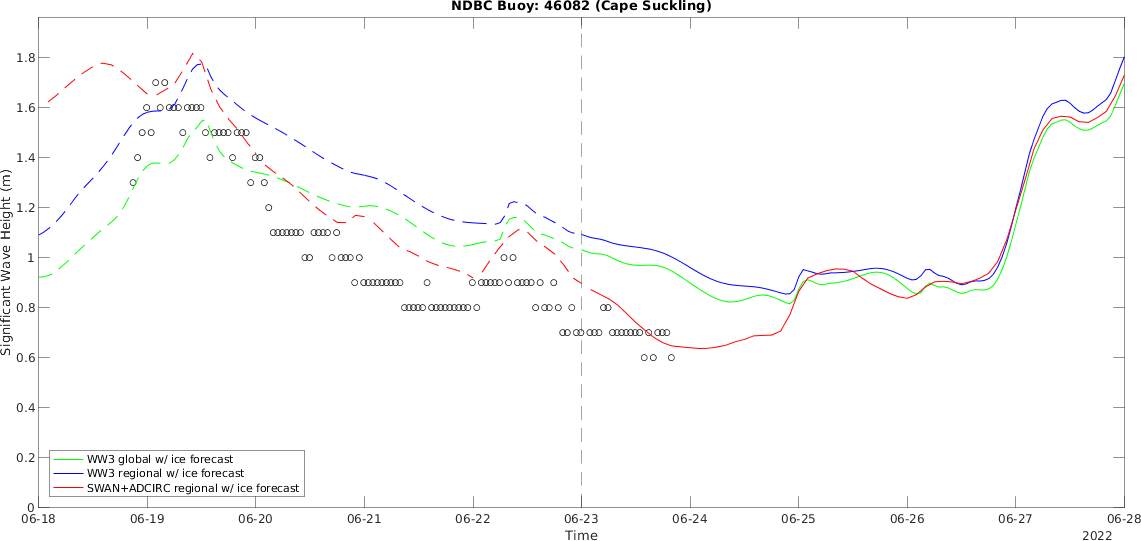 NDBC Buoy: 46082 (Cape Suckling)
Significant Wave Height (m)
1.8
1.6
1.4
1.2
1
0.8
0.6
0.4
0.2
0
WW3 global w/ ice forecast
WW3 regional w/ ice forecast
SWAN+ADCIRC regional w/ ice forecast
06-18 06-19 06-20 06-21 06-22 06-23 06-24 06-25 06-26 06-27 06-28
Time
2022